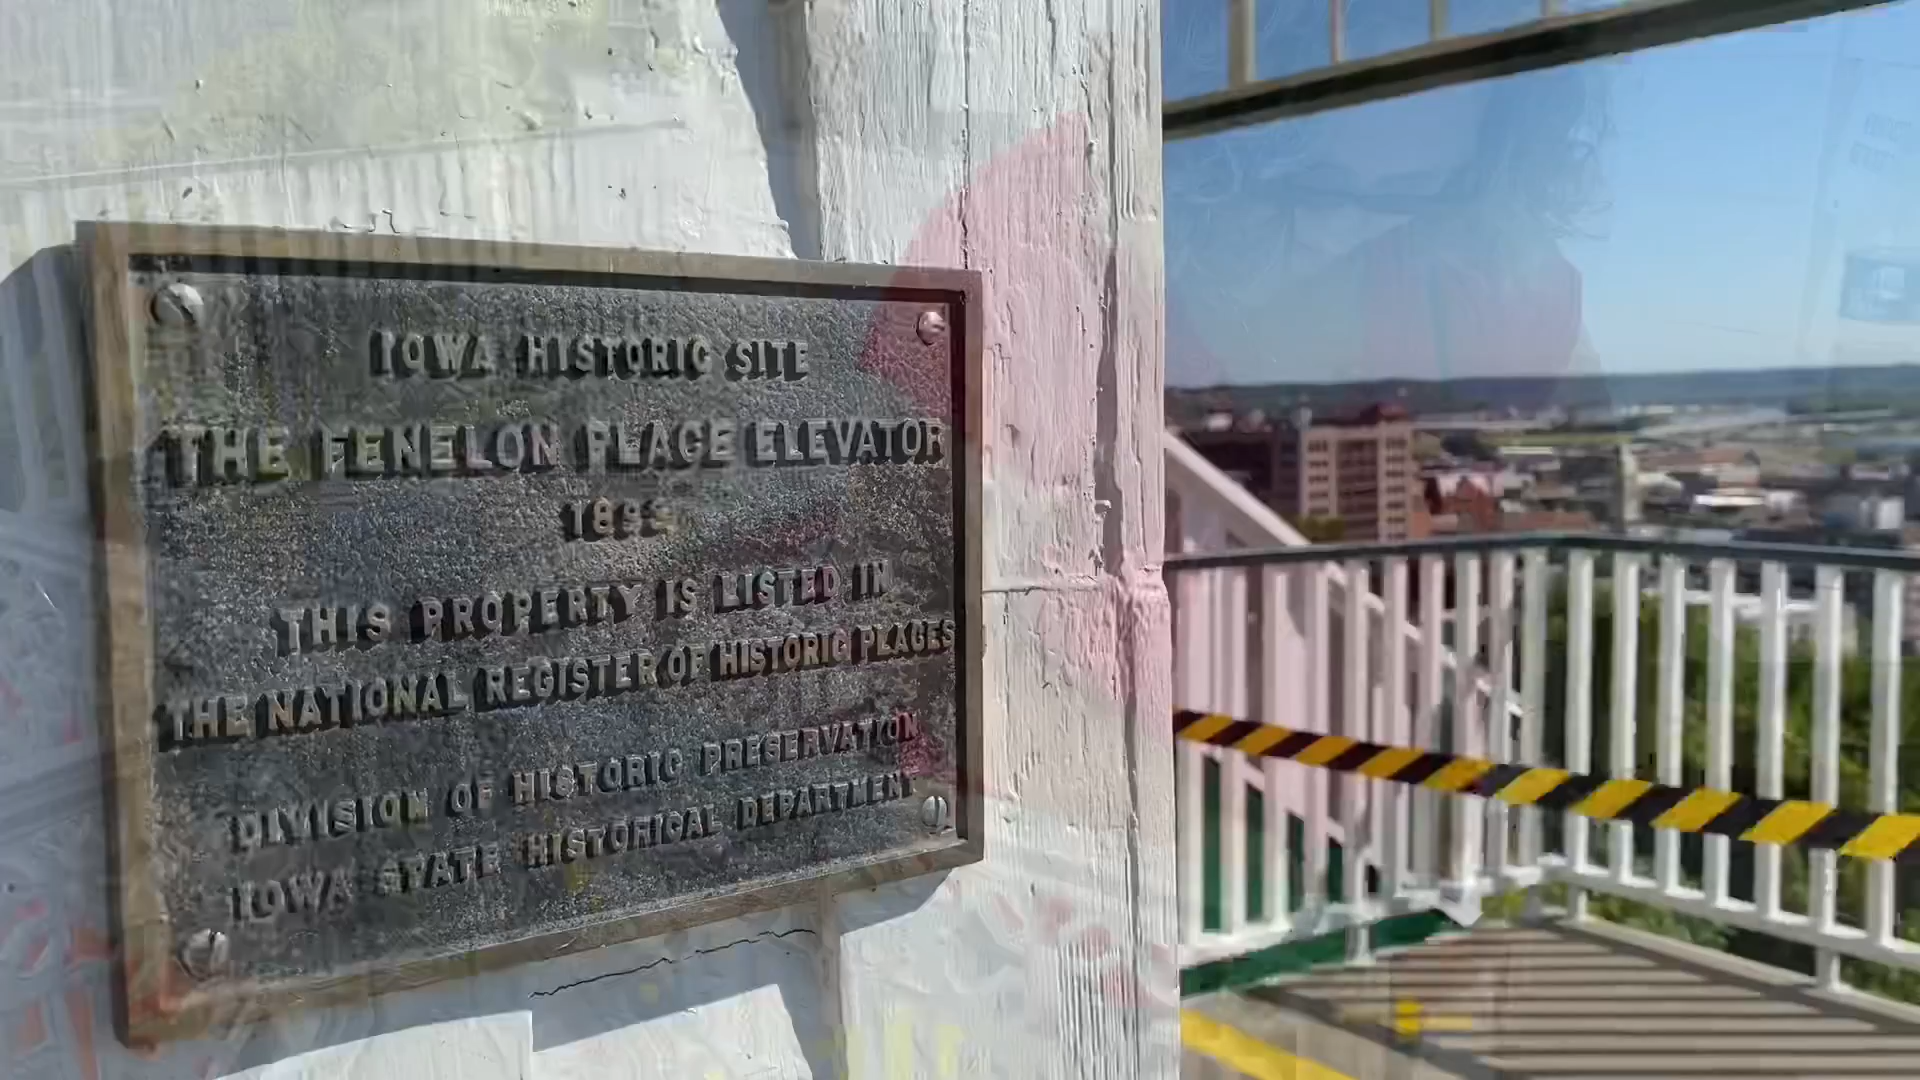 IOWA HISTORIC SITE
THE FENELON PLACE ELEVATOR
1893
THIS PROPERTY IS LISTED IN
THE NATIONAL REGISTER OF HISTORIC PLACES
DIVISION OF HISTORIC PRESERVATION
IOWA STATE HISTORICAL DEPARTMENT